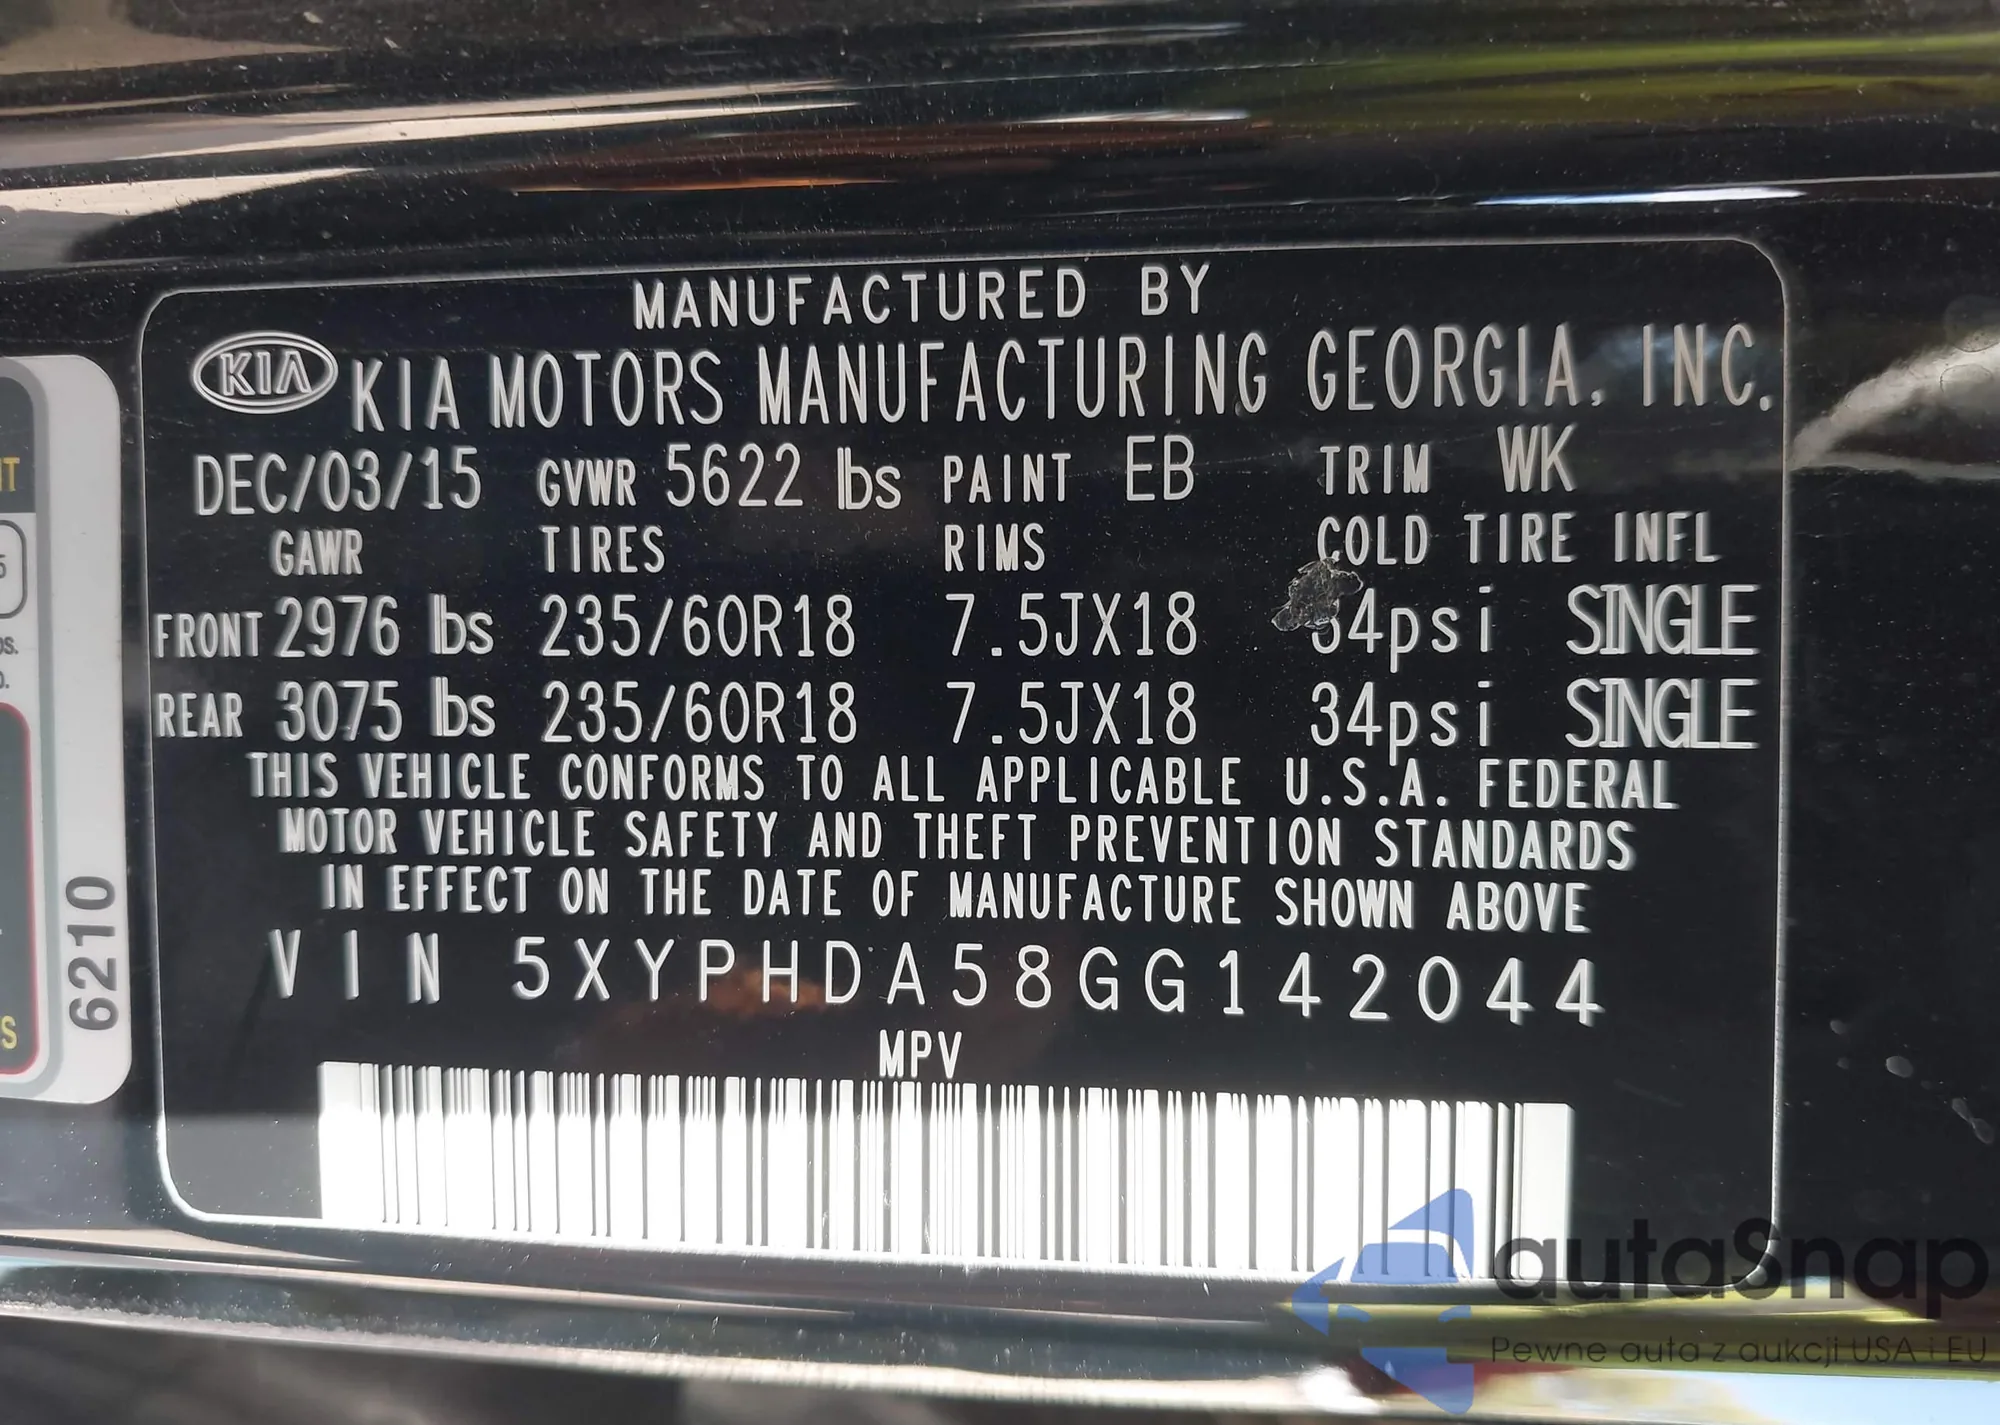 MANUFACTURED BY
KIA KIA MOTORS MANUFACTURING GEORGIA, INC.
DEC/03/15 GVWR 5622 lbs PAINT EB TRIM WK
GAWR TIRES RIMS COLD TIRE INFL
FRONT 2976 lbs 235/60R18 7.5JX18 34psi SINGLE
REAR 3075 lbs 235/60R18 7.5JX18 34psi SINGLE
THIS VEHICLE CONFORMS TO ALL APPLICABLE U.S.A. FEDERAL
MOTOR VEHICLE SAFETY AND THEFT PREVENTION STANDARDS
IN EFFECT ON THE DATE OF MANUFACTURE SHOWN ABOVE
VIN 5XYPHDA58GG142044
MPV
6210
autaSnap
Pewne auta z aukcji USA i EU